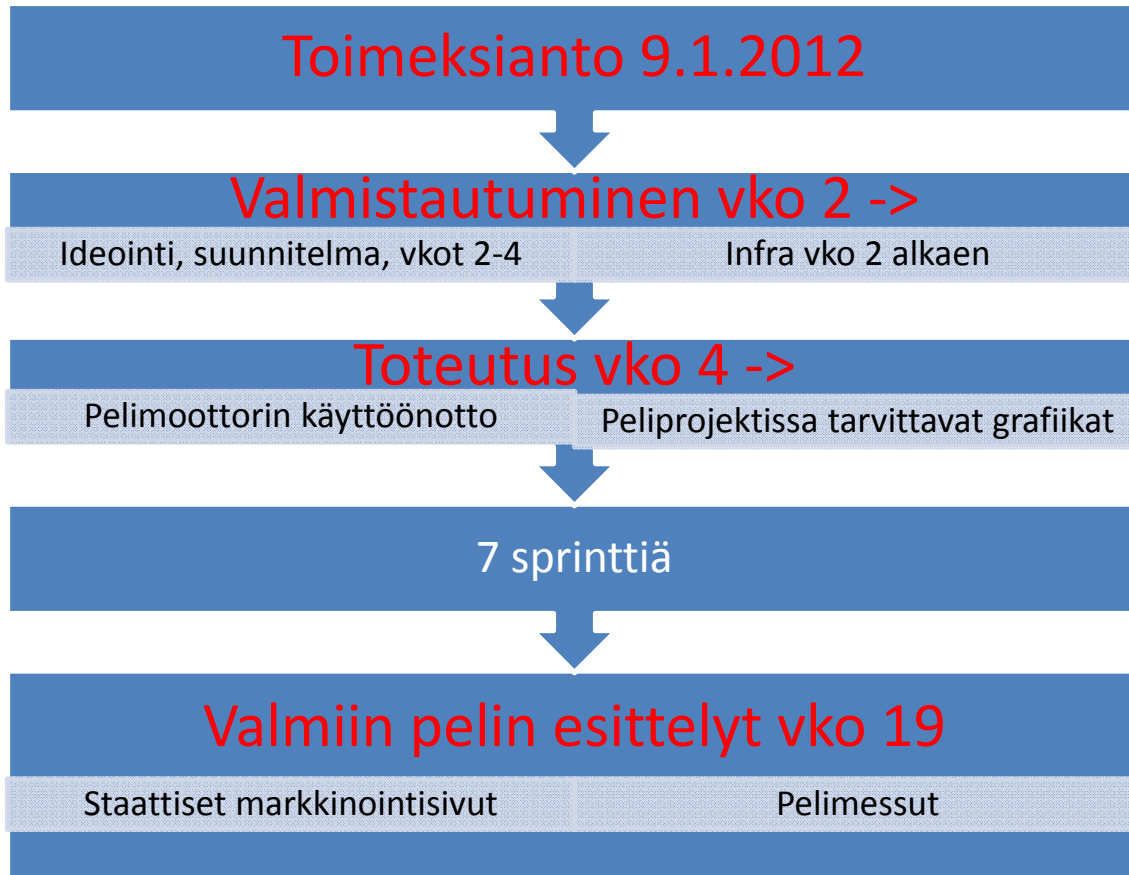 Toimeksianto 9.1.2012
Valmistautuminen vko 2 ->
Ideointi, suunnitelma, vkot 2-4
Infra vko 2 alkaen
Toteutus vko 4 ->
Pelimoottorin käyttöönotto
Peliprojektissa tarvittavat grafiikat
7 sprinttiä
Valmiin pelin esittelyt vko 19
Staattiset markkinointisivut
Pelimessut